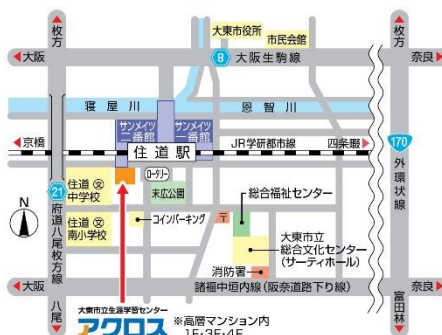 枚方
大東市役所
市民会館
枚方
大阪
8
大阪生駒線
奈良
寝屋川
恩智川
サンメイツ
二番館
サンメイツ
一番館
京橋
住道駅
JR学研都市線
四条畷
170
外環状線
住道 文
中学校
ロータリー
末広公園
総合福祉センター
21
府道八尾枚方線
N
住道 文
南小学校
コインパーキング
〒
大東市立
総合文化センター
(サーティホール)
消防署
大阪
諸福中垣内線(阪奈道路下り線)
奈良
八尾
大東市立生涯学習センター
アクロス
※高層マンション内
1F・3F・4F
富田林